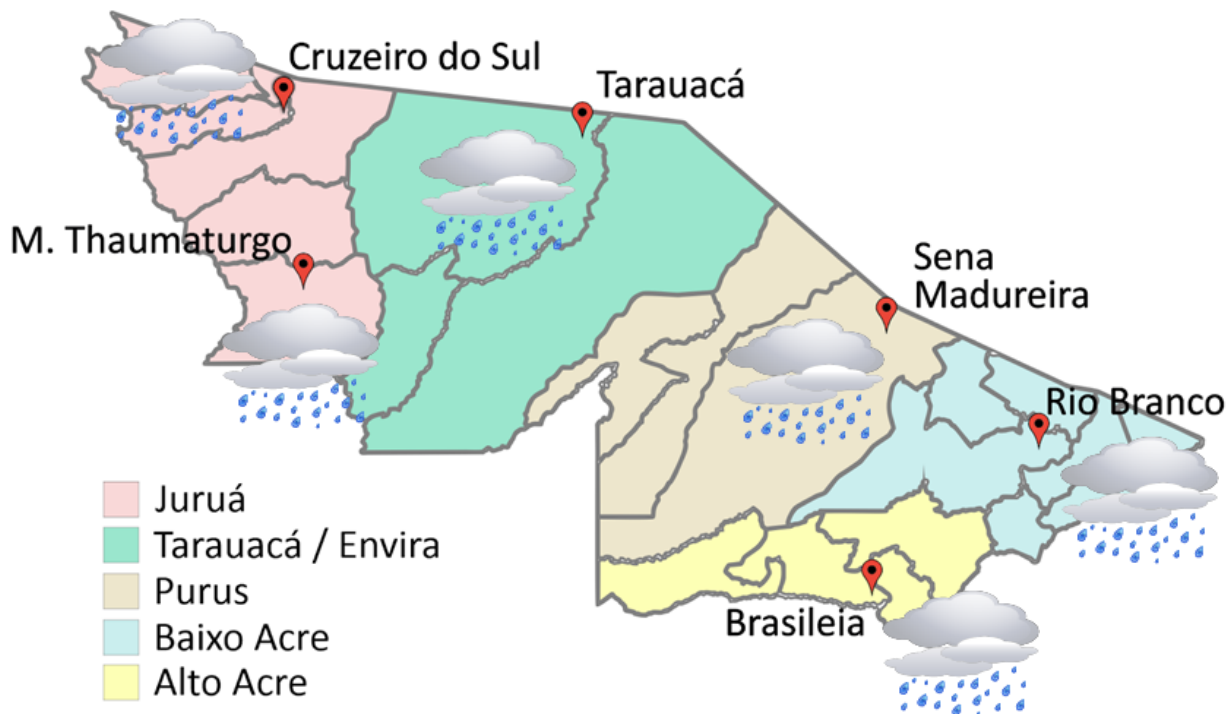 Cruzeiro do Sul
Tarauacá
M. Thaumaturgo
Sena
Madureira
Rio Branco
Brasileia
Juruá
Tarauacá / Envira
Purus
Baixo Acre
Alto Acre